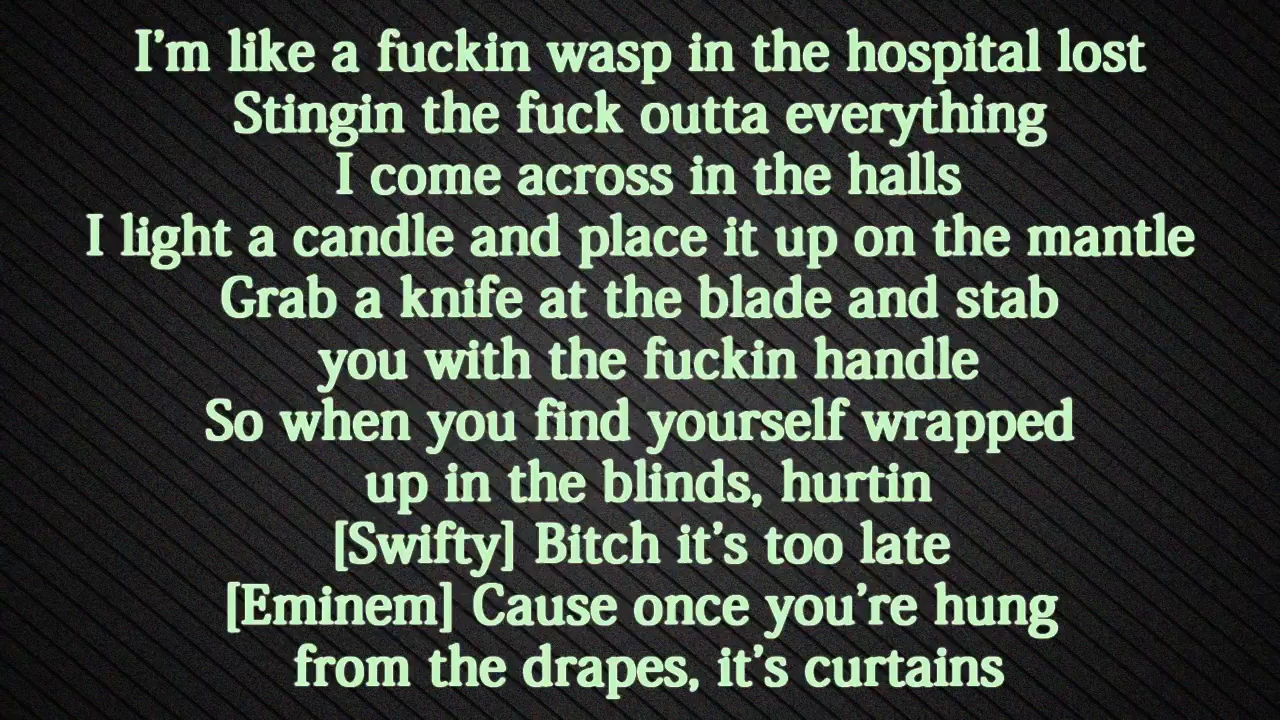 I'm like a fuckin wasp in the hospital lost
Stingin the fuck outta everything
I come across in the halls
I light a candle and place it up on the mantle
Grab a knife at the blade and stab
you with the fuckin handle
So when you find yourself wrapped
up in the blinds, hurtin
[Swifty] Bitch it's too late
[Eminem] Cause once you're hung
from the drapes, it's curtains